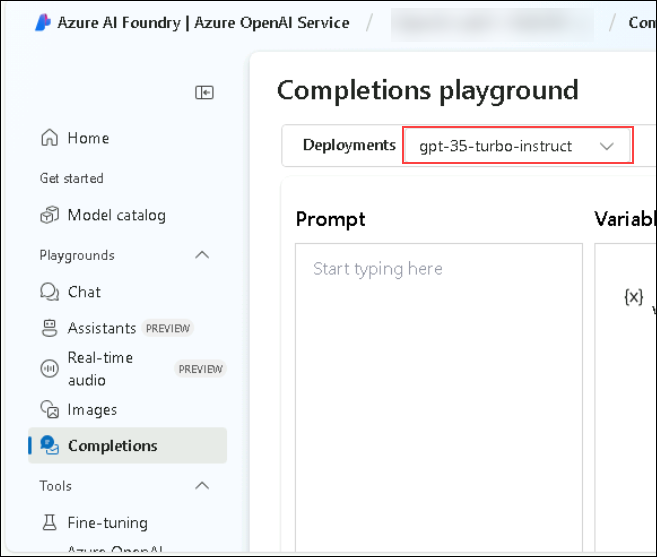 Azure AI Foundry | Azure OpenAI Service / / Com
Completions playground
Deployments gpt-35-turbo-instruct
Home
Get started
Model catalog
Playgrounds
Chat
Assistants PREVIEW
Real-time
audio PREVIEW
Images
Completions
Tools
Fine-tuning
Azure OpenAI
Prompt
Start typing here
Variabl
{x}